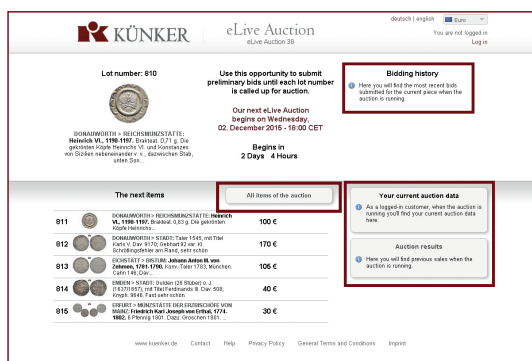 deutsch | english
Euro
KÜNKER
eLive Auction
eLive Auction 38
You are not logged in
Log in
Lot number: 810
DONAUWÖRTH > REICHSMÜNZSTÄTTE:
Heinrich VI., 1190-1197. Brakteat. 0,71 g. Die
gekrönten Köpfe Heinrichs VI. und Konstanzes
von Sizilien nebeneinander v. v., dazwischen Stab,
unten Son...
Use this opportunity to submit
preliminary bids until each lot number
is called up for auction.
Our next eLive Auction
begins on Wednesday,
02. December 2015 - 18:00 CET
Begins in
2 Days 4 Hours
Bidding history
Here you will find the most recent bids
submitted for the current piece when the
auction is running.
The next items
All items of the auction
811
DONAUWÖRTH > REICHSMÜNZSTÄTTE: Heinrich
VI., 1190-1197. Brakteat. 0,83 g. Die gekrönten
Köpfe Heinrichs...
100 €
812
DONAUWÖRTH > STADT: Taler 1545, mit Titel
Karls V. Dav. 9170; Gebhart 92 var. Kl.
Schrötlingsfehler am Rand, sehr schön
170 €
813
EICHSTÄTT > BISTUM: Johann Anton III. von
Zehmen, 1781-1790. Konv.-Taler 1783, München.
Cahn 146; Dav...
105 €
814
EMDEN > STADT: Gulden (28 Stüber) o. J.
(1637/1657), mit Titel Ferdinands III. Dav. 508,
Knyph. 9646. Fast sehr schön
40 €
815
ERFURT > MÜNZSTÄTTE DER ERZBISCHÖFE VON
MAINZ: Friedrich Karl Joseph von Erthal, 1774-
1802. 6 Pfennig 1801. Dazu: Groschen 1801. ...
30 €
Your current auction data
As a logged-in customer, when the auction is
running you'll find your current auction data
here.
Auction results
Here you will find previous sales when the
auction is running.
www.kuenker.de Contact Help Privacy Policy General Terms and Conditions Imprint